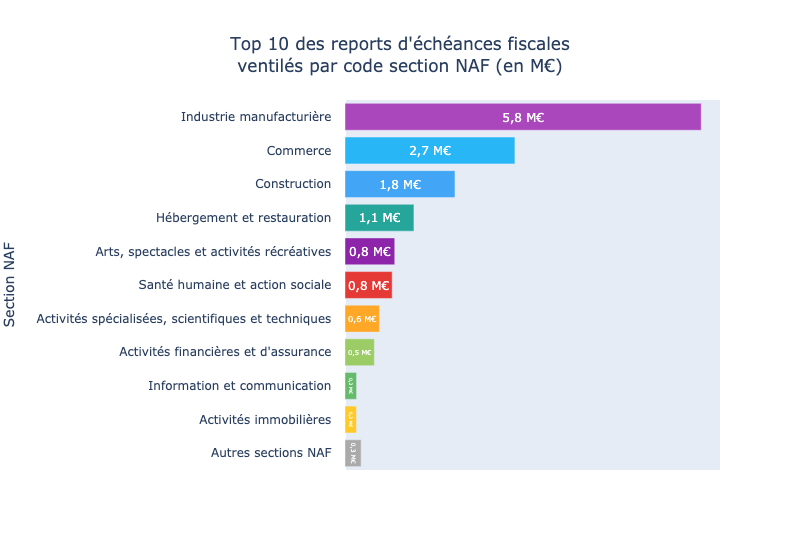 Top 10 des reports d'échéances fiscales
ventilés par code section NAF (en M€)
Section NAF
Industrie manufacturière 5,8 M€
Commerce 2,7 M€
Construction 1,8 M€
Hébergement et restauration 1,1 M€
Arts, spectacles et activités récréatives 0,8 M€
Santé humaine et action sociale 0,8 M€
Activités spécialisées, scientifiques et techniques 0,6 M€
Activités financières et d'assurance 0,5 M€
Information et communication 0,2 M€
Activités immobilières
Autres sections NAF 0,3 M€